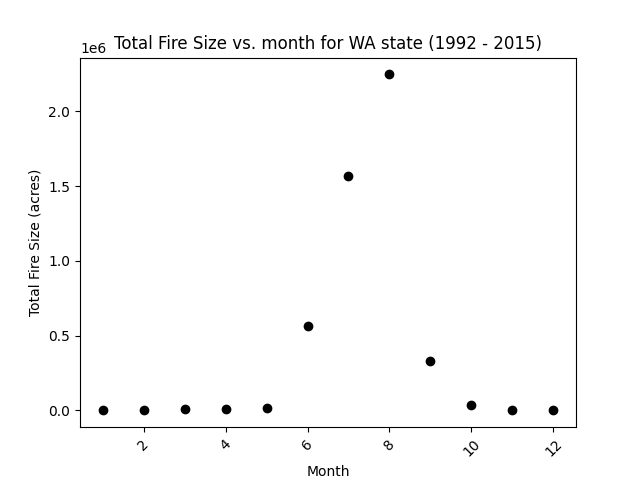 Total Fire Size vs. month for WA state (1992 - 2015)
1e6
2.0
1.5
1.0
0.5
0.0
Total Fire Size (acres)
2 4 6 8 10 12
Month